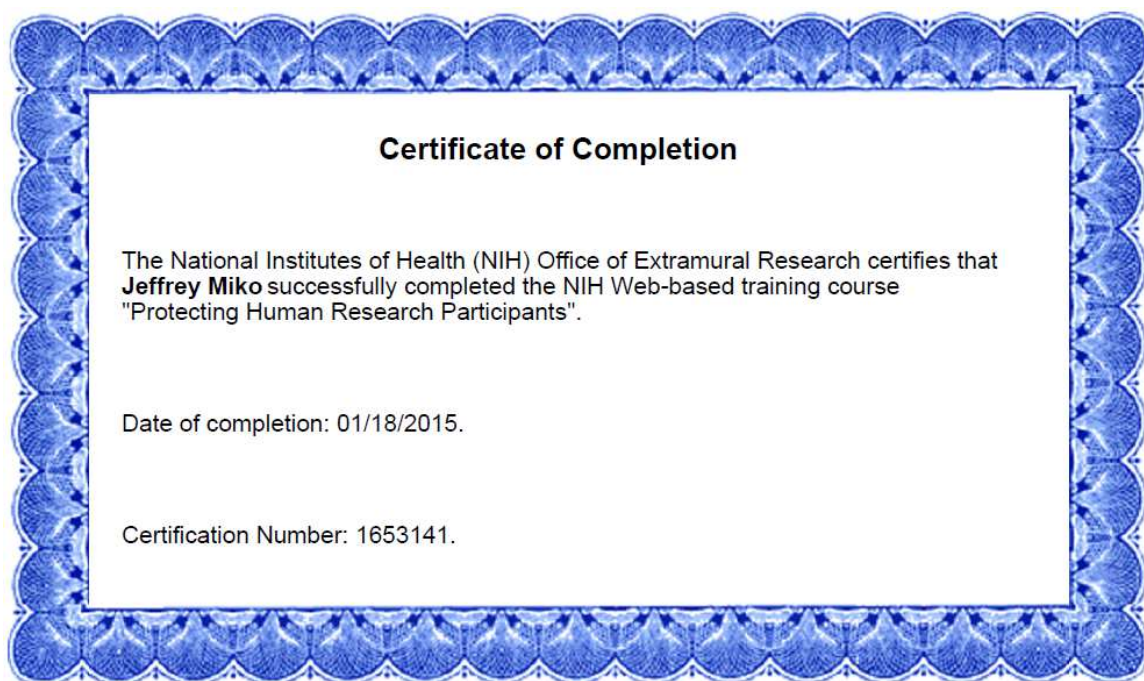 Certificate of Completion
The National Institutes of Health (NIH) Office of Extramural Research certifies that
Jeffrey Miko successfully completed the NIH Web-based training course
"Protecting Human Research Participants".
Date of completion: 01/18/2015.
Certification Number: 1653141.